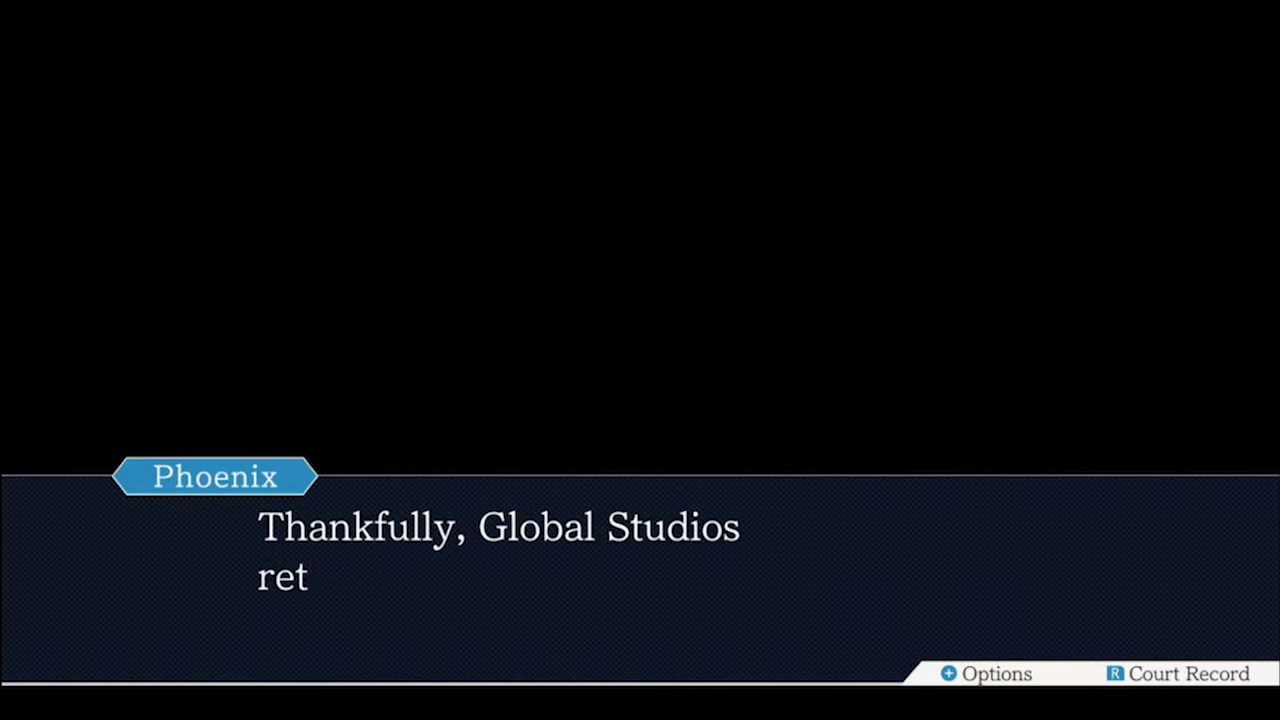 Phoenix
Thankfully, Global Studios
ret
+ Options
R Court Record